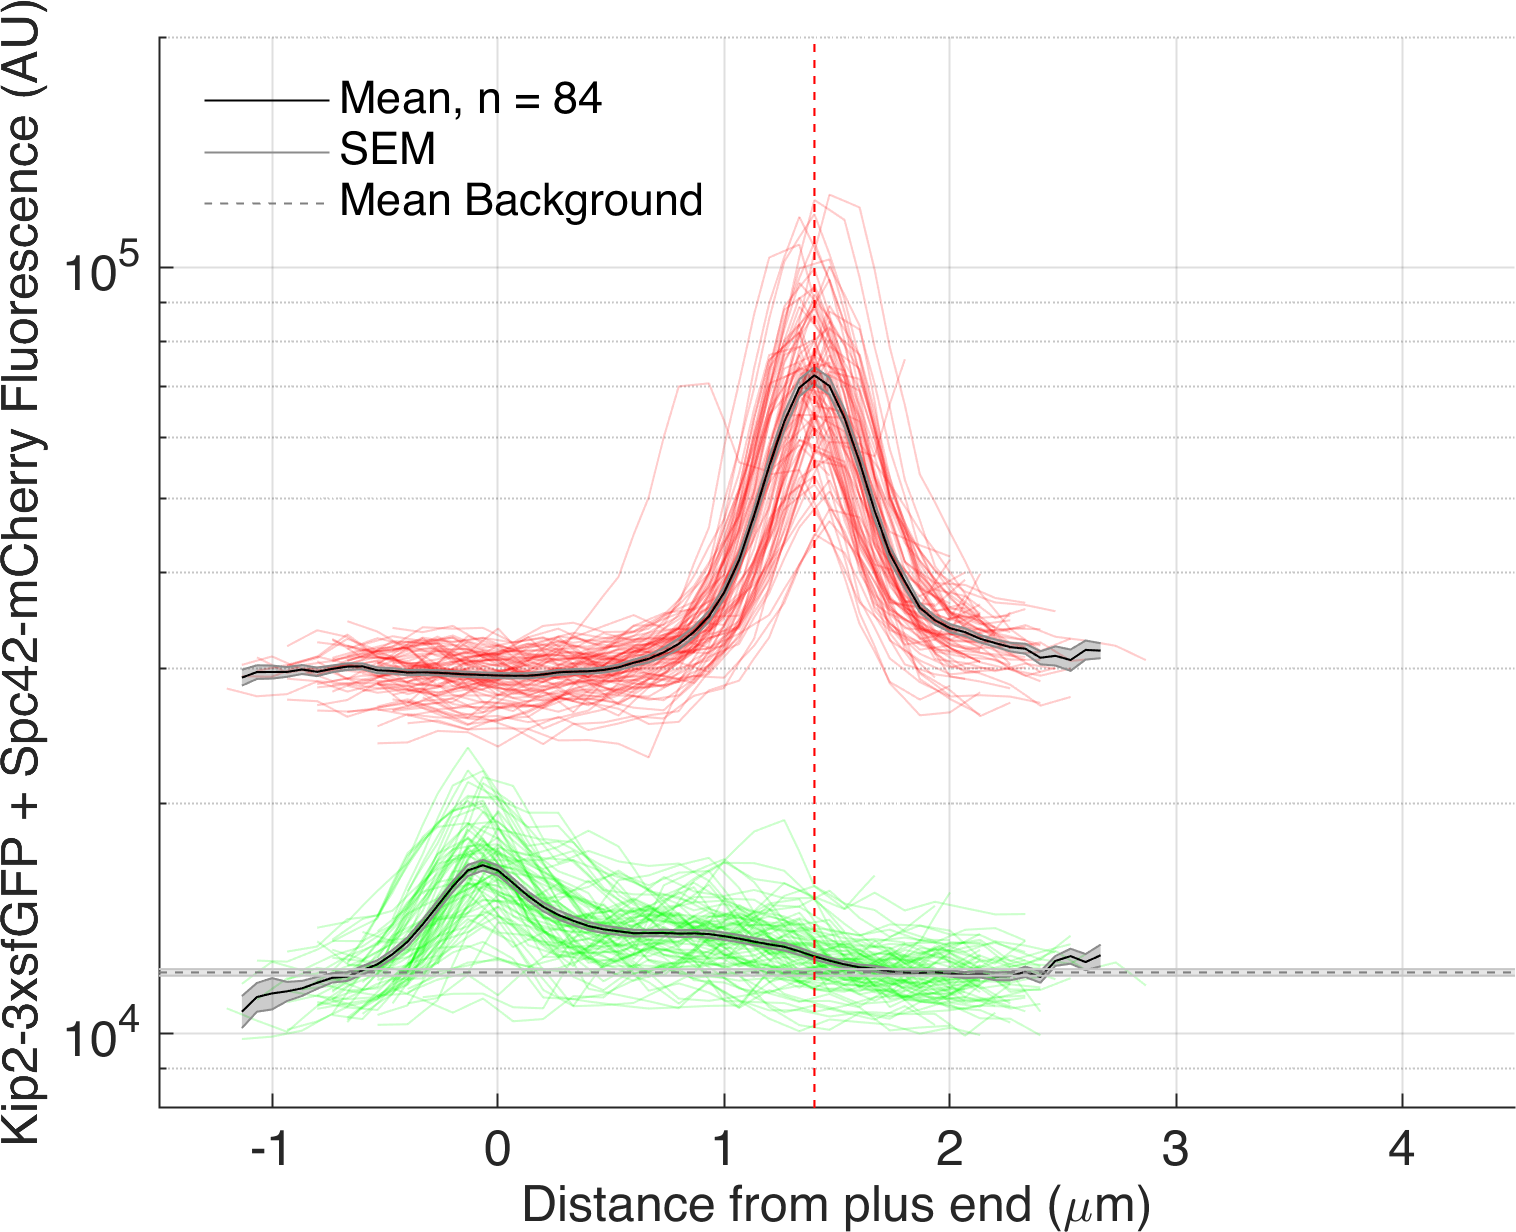 Kip2-3xsfGFP + Spc42-mCherry Fluorescence (AU)
Mean, n = 84
SEM
Mean Background
10^5
10^4
-1 0 1 2 3 4
Distance from plus end (μm)